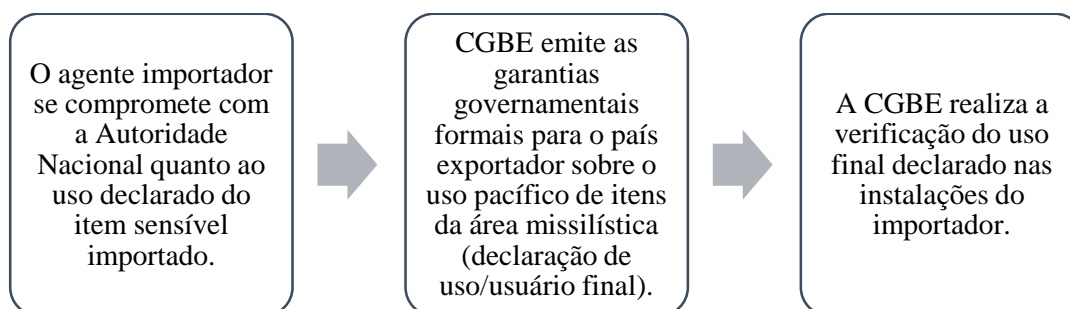 O agente importador
se compromete com
a Autoridade
Nacional quanto ao
uso declarado do
item sensível
importado.
CGBE emite as
garantias
governamentais
formais para o país
exportador sobre o
uso pacífico de itens
da área missilística
(declaração de
uso/usuário final).
A CGBE realiza a
verificação do uso
final declarado nas
instalações do
importador.